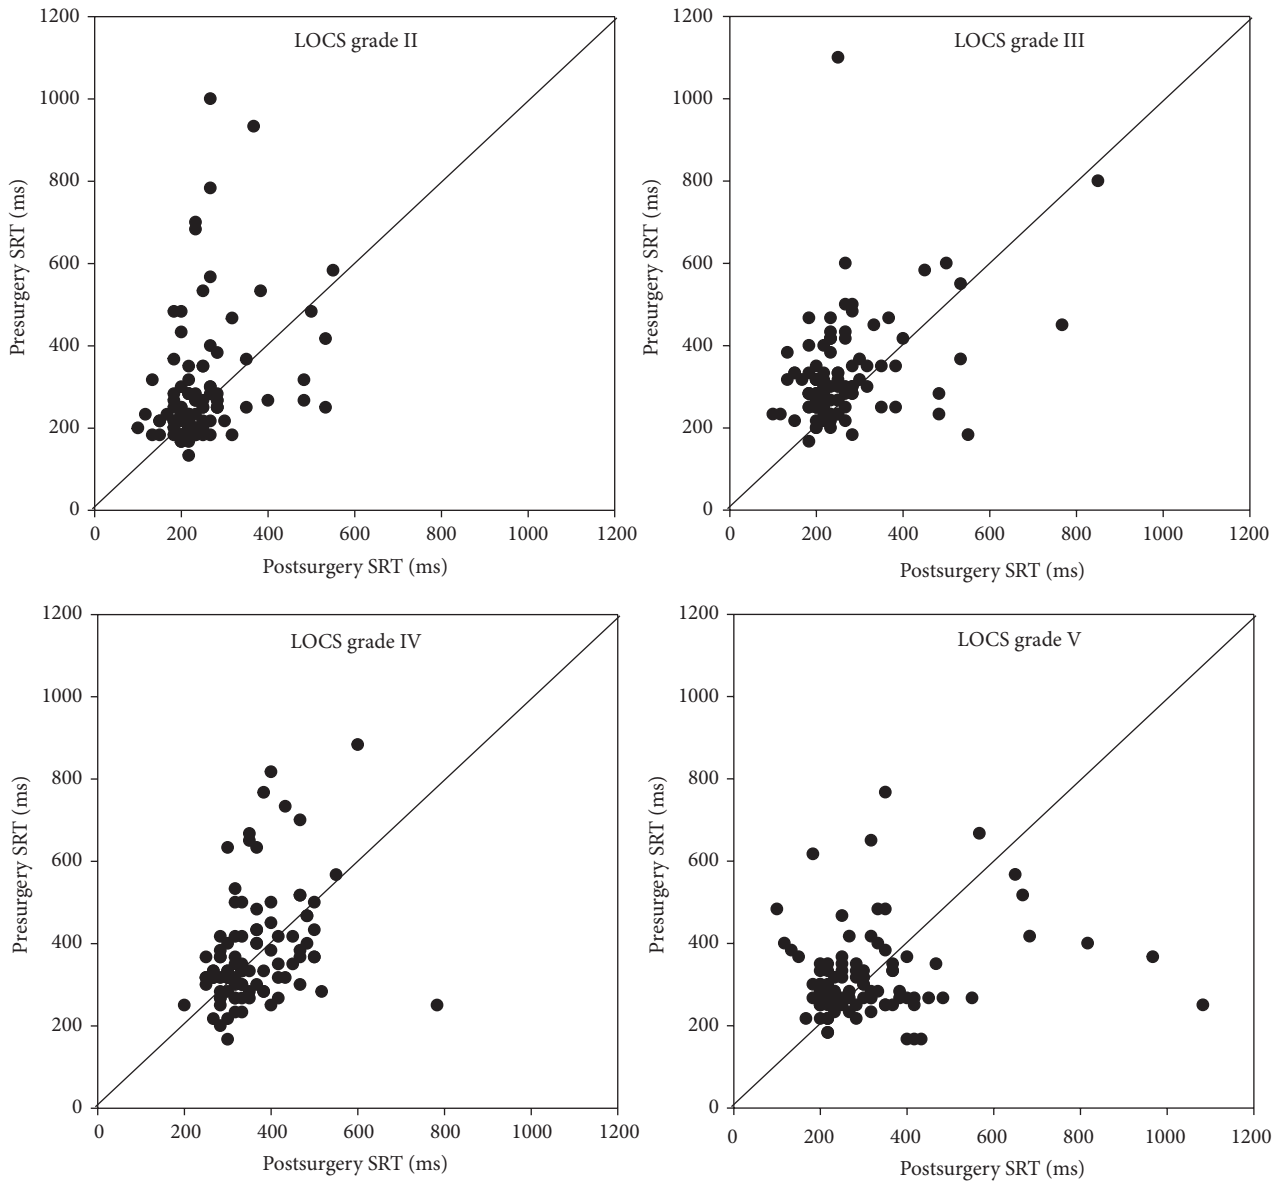 LOCS grade II
1200
1000
800
600
400
200
0
Presurgery SRT (ms)
0 200 400 600 800 1000 1200
Postsurgery SRT (ms)
LOCS grade III
1200
1000
800
600
400
200
0
Presurgery SRT (ms)
0 200 400 600 800 1000 1200
Postsurgery SRT (ms)
LOCS grade IV
1200
1000
800
600
400
200
0
Presurgery SRT (ms)
0 200 400 600 800 1000 1200
Postsurgery SRT (ms)
LOCS grade V
1200
1000
800
600
400
200
0
Presurgery SRT (ms)
0 200 400 600 800 1000 1200
Postsurgery SRT (ms)